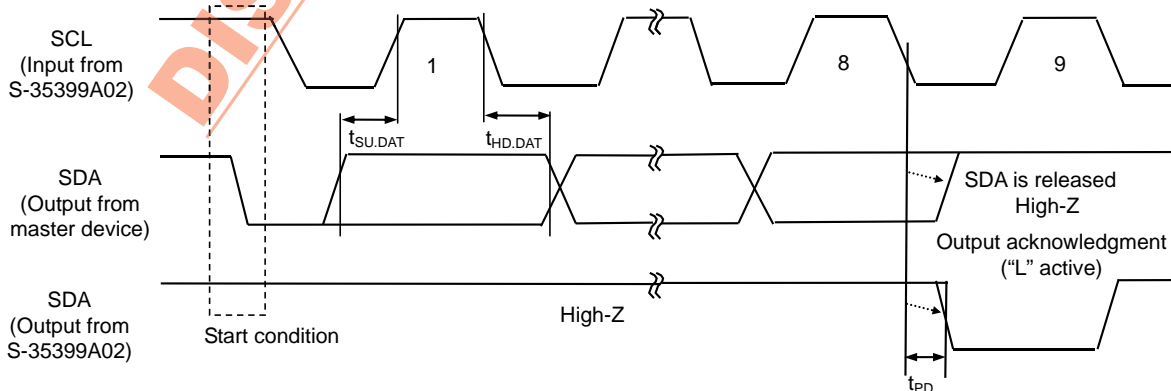 DIS
SCL
(Input from
S-35399A02)
1
8
9
tSU.DAT
tHD.DAT
SDA
(Output from
master device)
SDA is released
High-Z
Output acknowledgment
(“L” active)
SDA
(Output from
S-35399A02)
High-Z
Start condition
tPD